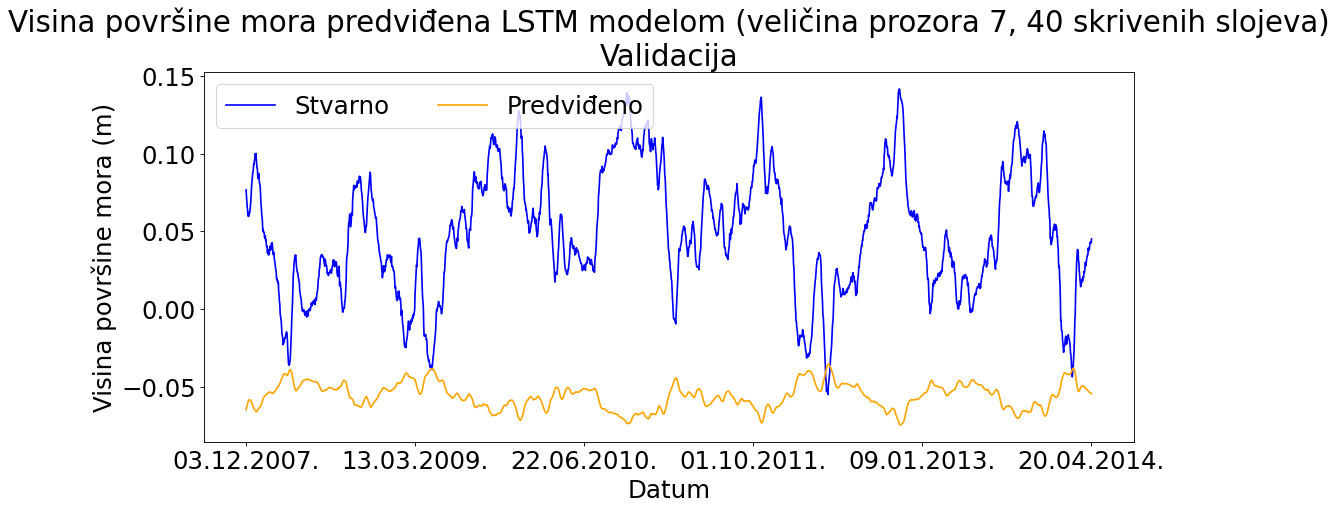 Visina površine mora predviđena LSTM modelom (veličina prozora 7, 40 skrivenih slojeva)
Validacija
Stvarno Predviđeno
Visina površine mora (m)
0.15
0.10
0.05
0.00
−0.05
03.12.2007. 13.03.2009. 22.06.2010. 01.10.2011. 09.01.2013. 20.04.2014.
Datum